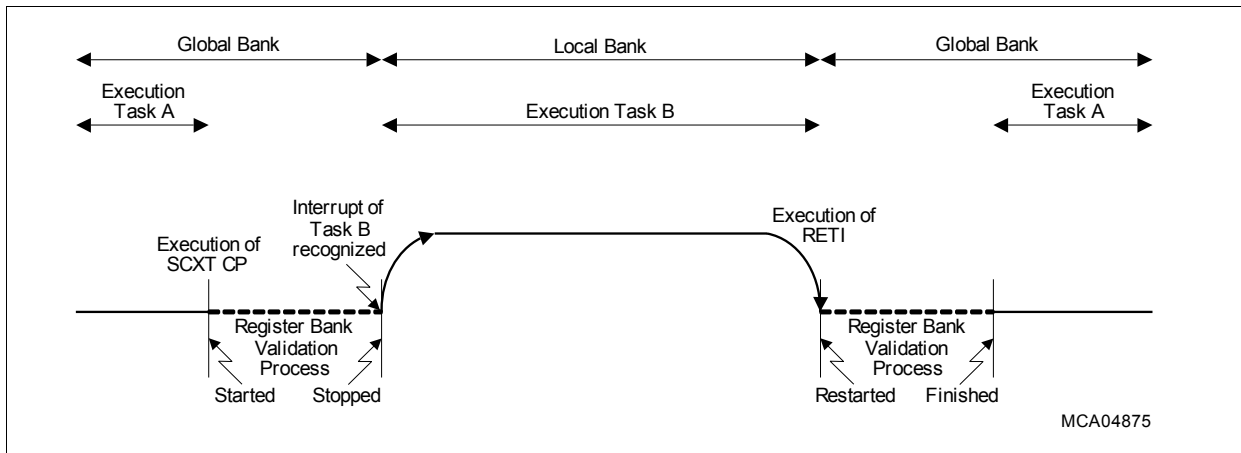 Global Bank
Local Bank
Global Bank
Execution
Task A
Execution Task B
Execution
Task A
Execution of
SCXT CP
Interrupt of
Task B
recognized
Execution of
RETI
Register Bank
Validation
Process
Started
Stopped
Register Bank
Validation
Process
Restarted
Finished
MCA04875